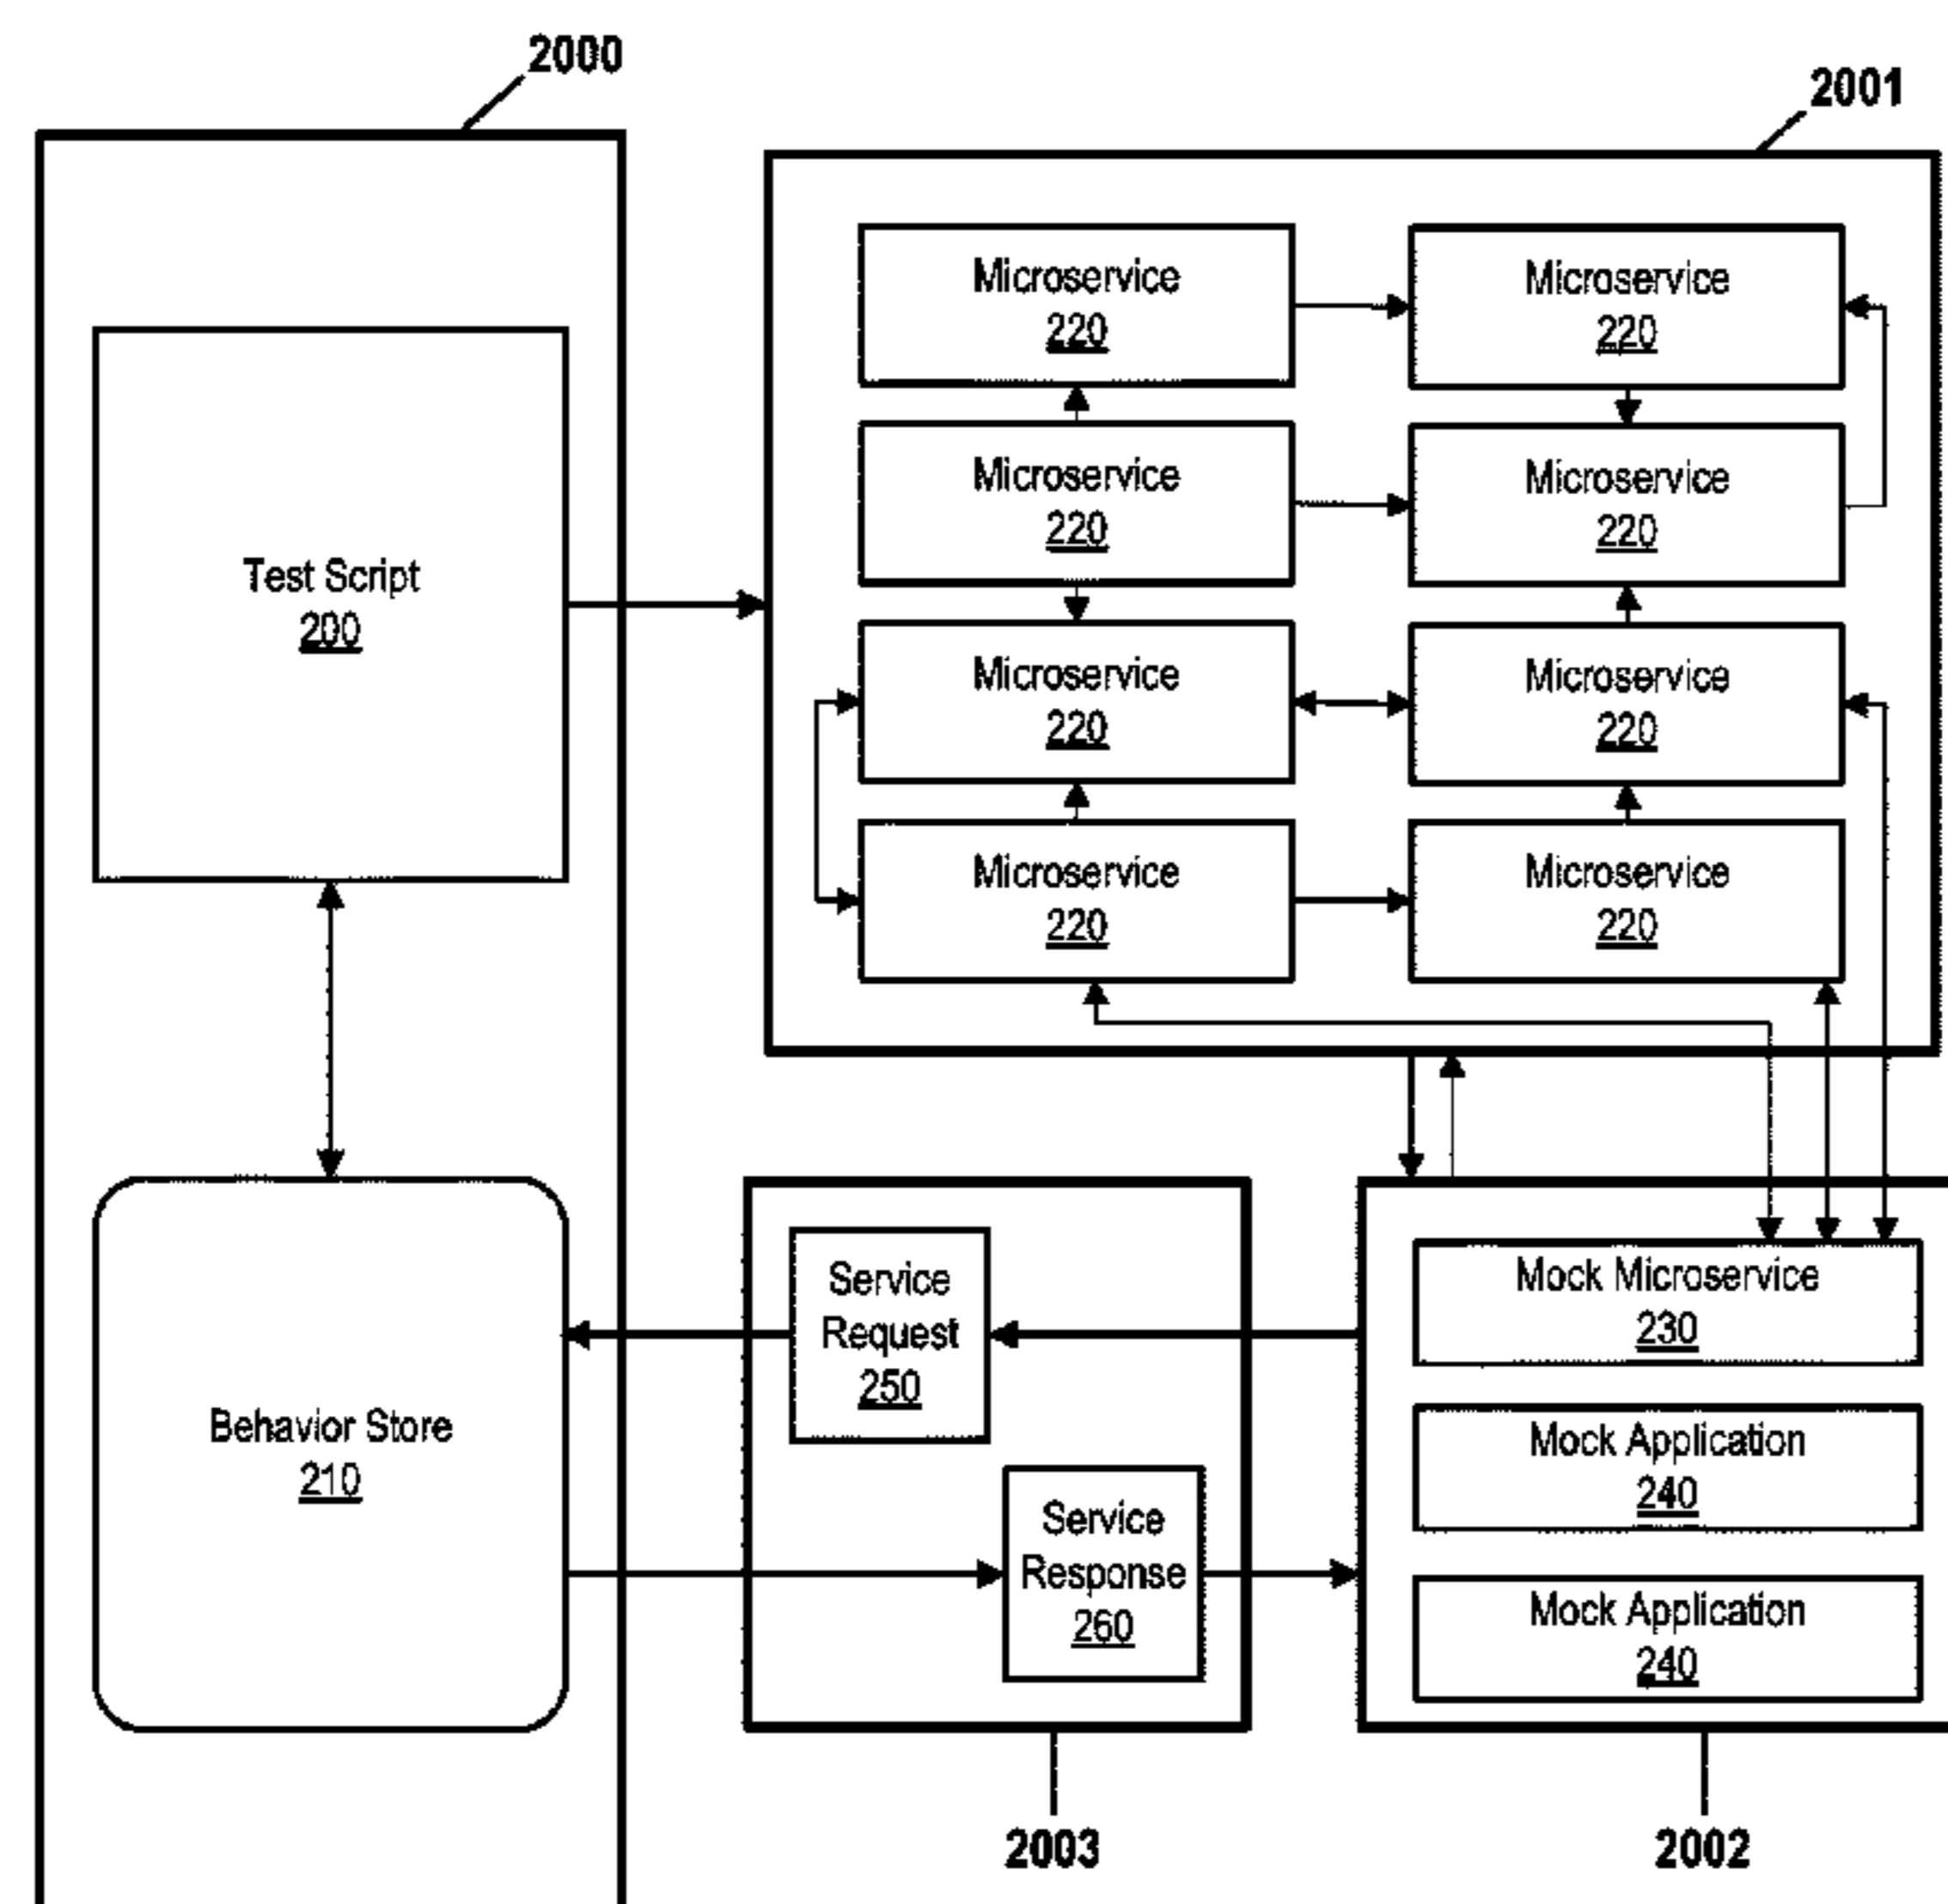 2000
2001
Test Script
200
Microservice
220
Microservice
220
Microservice
220
Microservice
220
Microservice
220
Microservice
220
Microservice
220
Microservice
220
Behavior Store
210
Service
Request
250
Service
Response
260
Mock Microservice
230
Mock Application
240
Mock Application
240
2003
2002